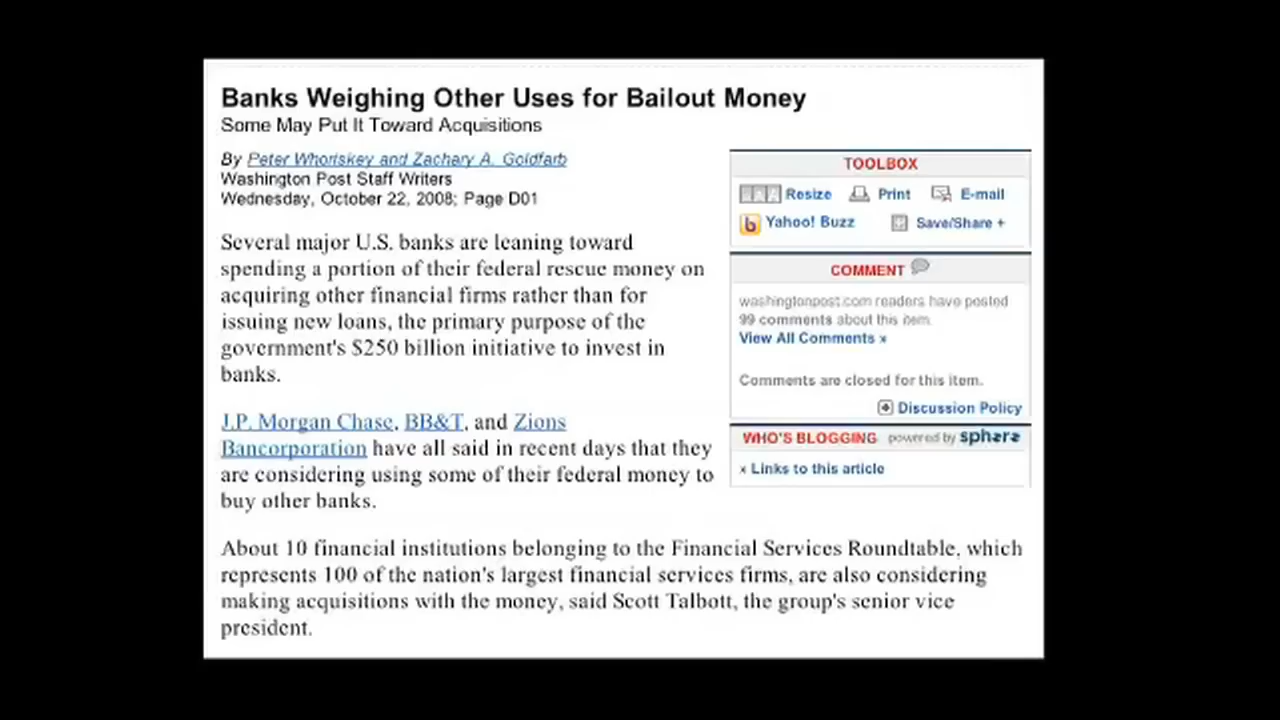 Banks Weighing Other Uses for Bailout Money
Some May Put It Toward Acquisitions
By Peter Whoriskey and Zachary A. Goldfarb
Washington Post Staff Writers
Wednesday, October 22, 2008; Page D01
Several major U.S. banks are leaning toward
spending a portion of their federal rescue money on
acquiring other financial firms rather than for
issuing new loans, the primary purpose of the
government's $250 billion initiative to invest in
banks.
J.P. Morgan Chase, BB&T, and Zions
Bancorporation have all said in recent days that they
are considering using some of their federal money to
buy other banks.
About 10 financial institutions belonging to the Financial Services Roundtable, which
represents 100 of the nation's largest financial services firms, are also considering
making acquisitions with the money, said Scott Talbott, the group's senior vice
president.
TOOLBOX
Resize Print E-mail
Yahoo! Buzz Save/Share +
COMMENT
washingtonpost.com readers have posted
99 comments about this item.
View All Comments »
Comments are closed for this item.
Discussion Policy
WHO'S BLOGGING powered by sphere
» Links to this article